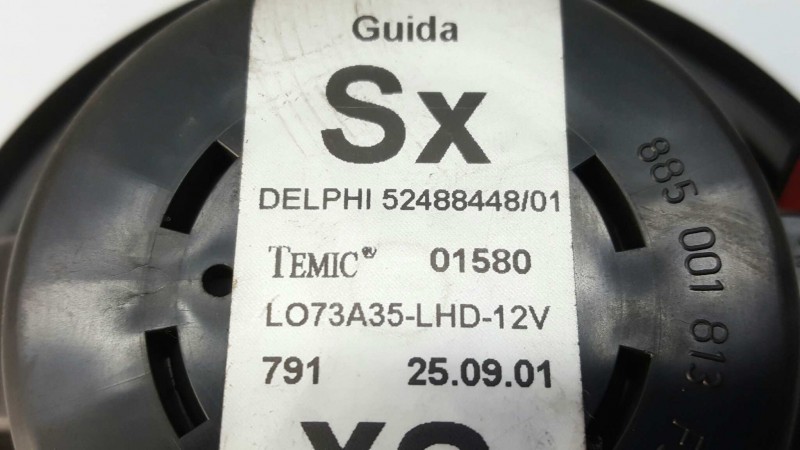 Guida
Sx
DELPHI 52488448/01
TEMIC® 01580
LO73A35-LHD-12V
791 25.09.01
885 001 813. F